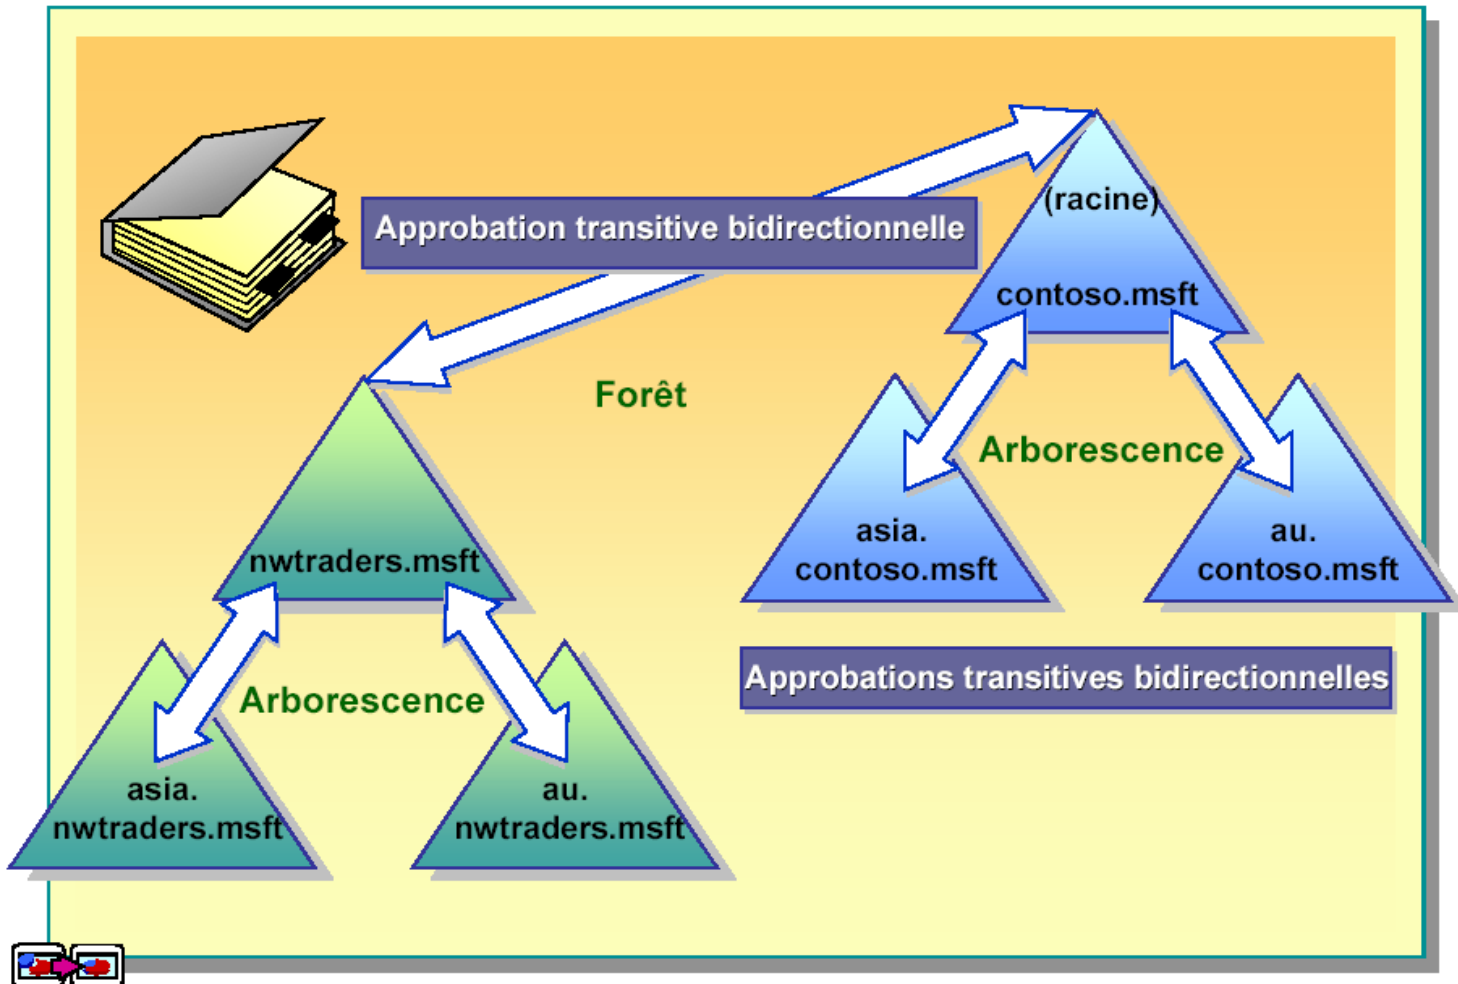 Approbation transitive bidirectionnelle
(racine)
contoso.msft
Forêt
Arborescence
asia.
contoso.msft
au.
contoso.msft
nwtraders.msft
Approbations transitives bidirectionnelles
Arborescence
asia.
nwtraders.msft
au.
nwtraders.msft